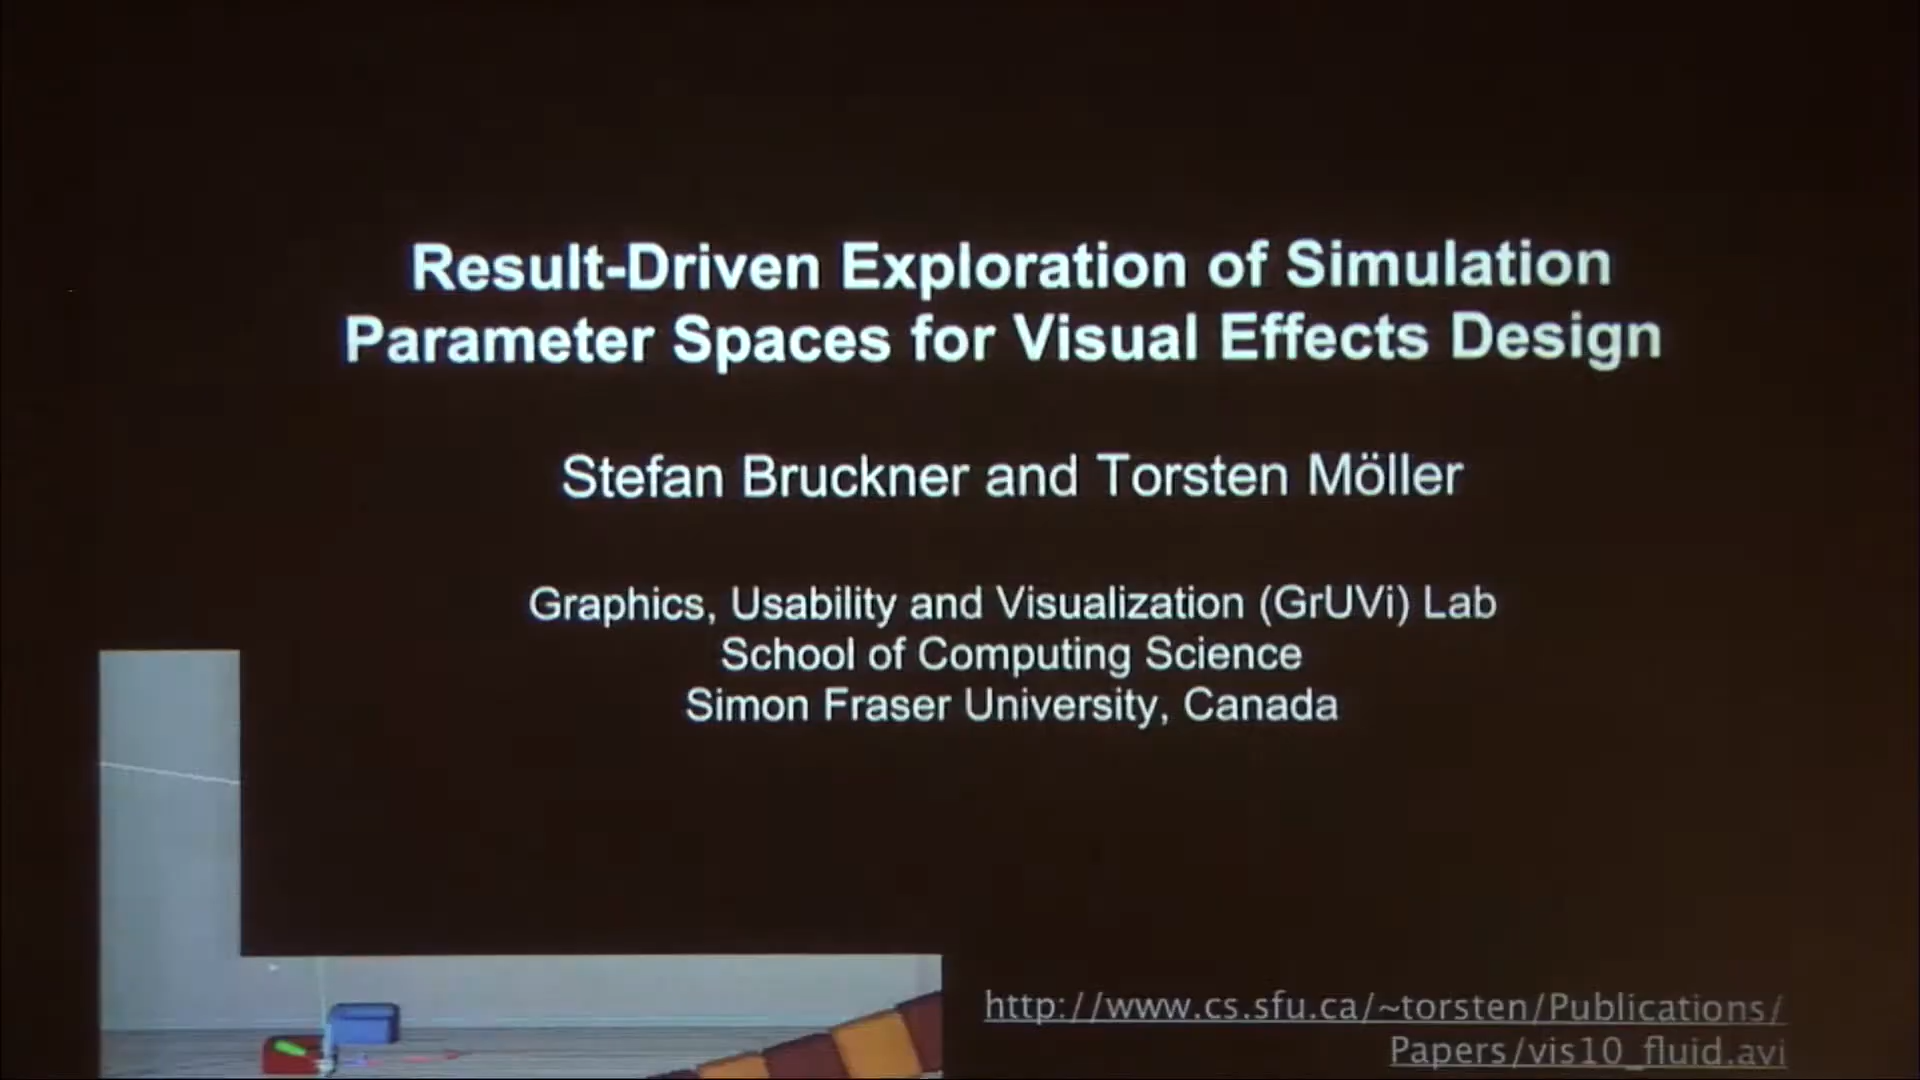 Result-Driven Exploration of Simulation
Parameter Spaces for Visual Effects Design
Stefan Bruckner and Torsten Möller
Graphics, Usability and Visualization (GrUVi) Lab
School of Computing Science
Simon Fraser University, Canada
http://www.cs.sfu.ca/~torsten/Publications/
Papers/vis10_fluid.avi